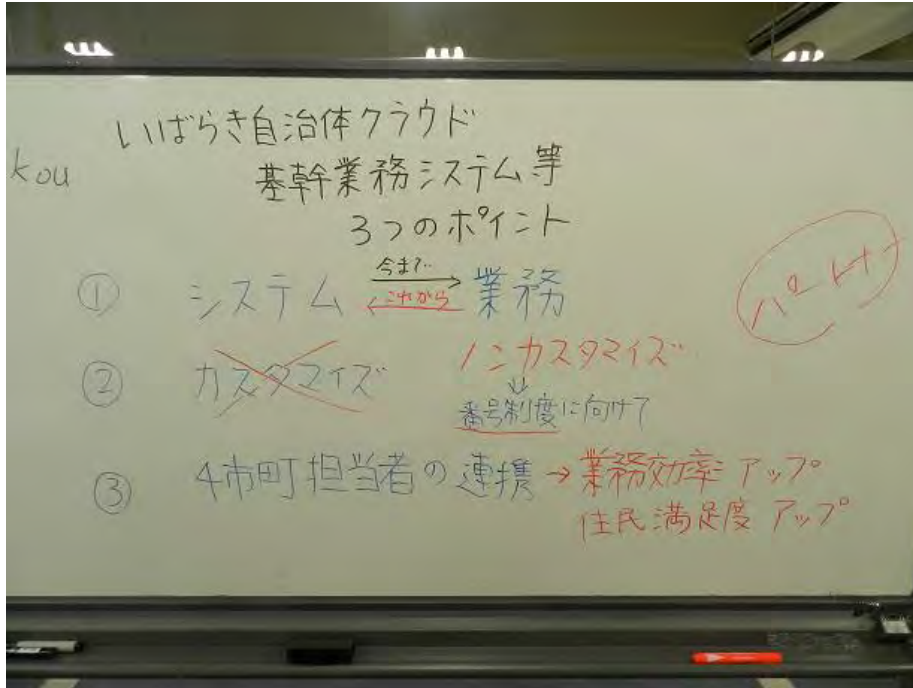 いばらき自治体クラウド
kou
基幹業務システム等
3つのポイント
① システム 今まで‥ これから 業務
パートナー
② カスタマイズ ノンカスタマイズ
番号制度に向けて
③ 4市町担当者の連携→業務効率アップ
住民満足度アップ